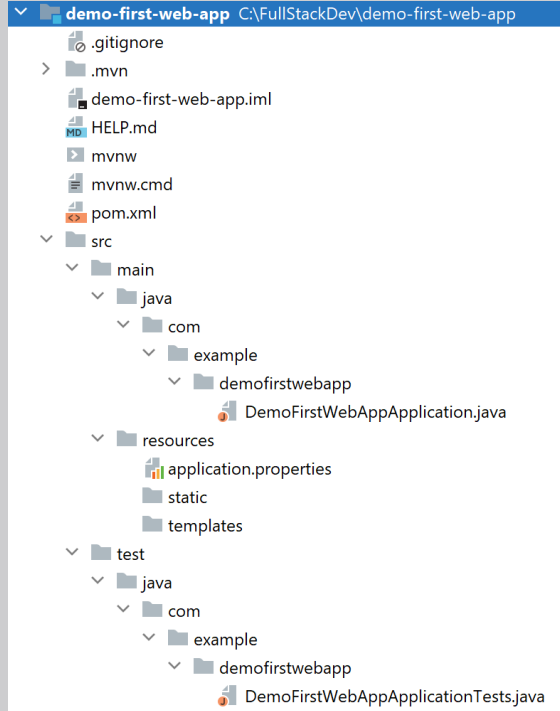 demo-first-web-app C:\FullStackDev\demo-first-web-app
.gitignore
.mvn
demo-first-web-app.iml
MD HELP.md
mvnw
mvnw.cmd
<> pom.xml
src
main
java
com
example
demofirstwebapp
J DemoFirstWebAppApplication.java
resources
application.properties
static
templates
test
java
com
example
demofirstwebapp
J DemoFirstWebAppApplicationTests.java